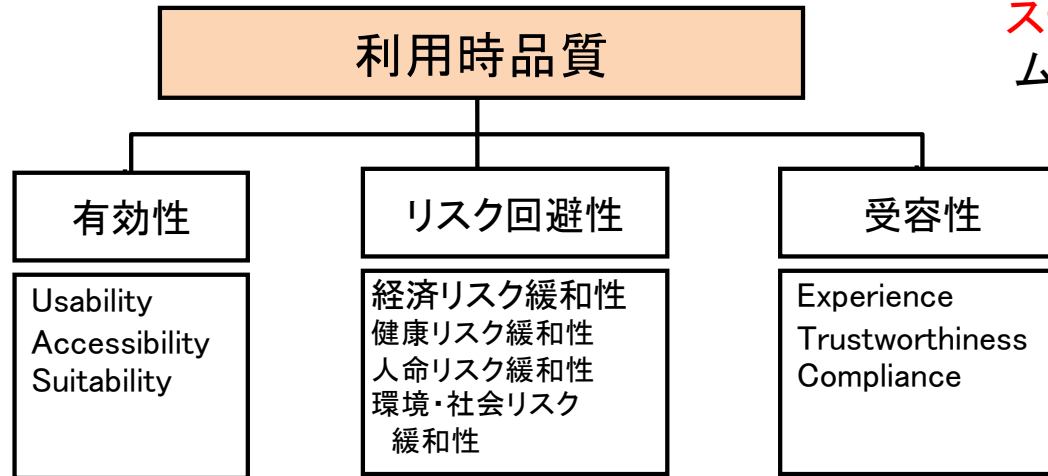 利用時品質
ス
ム
有効性
Usability
Accessibility
Suitability
リスク回避性
経済リスク緩和性
健康リスク緩和性
人命リスク緩和性
環境・社会リスク
緩和性
受容性
Experience
Trustworthiness
Compliance